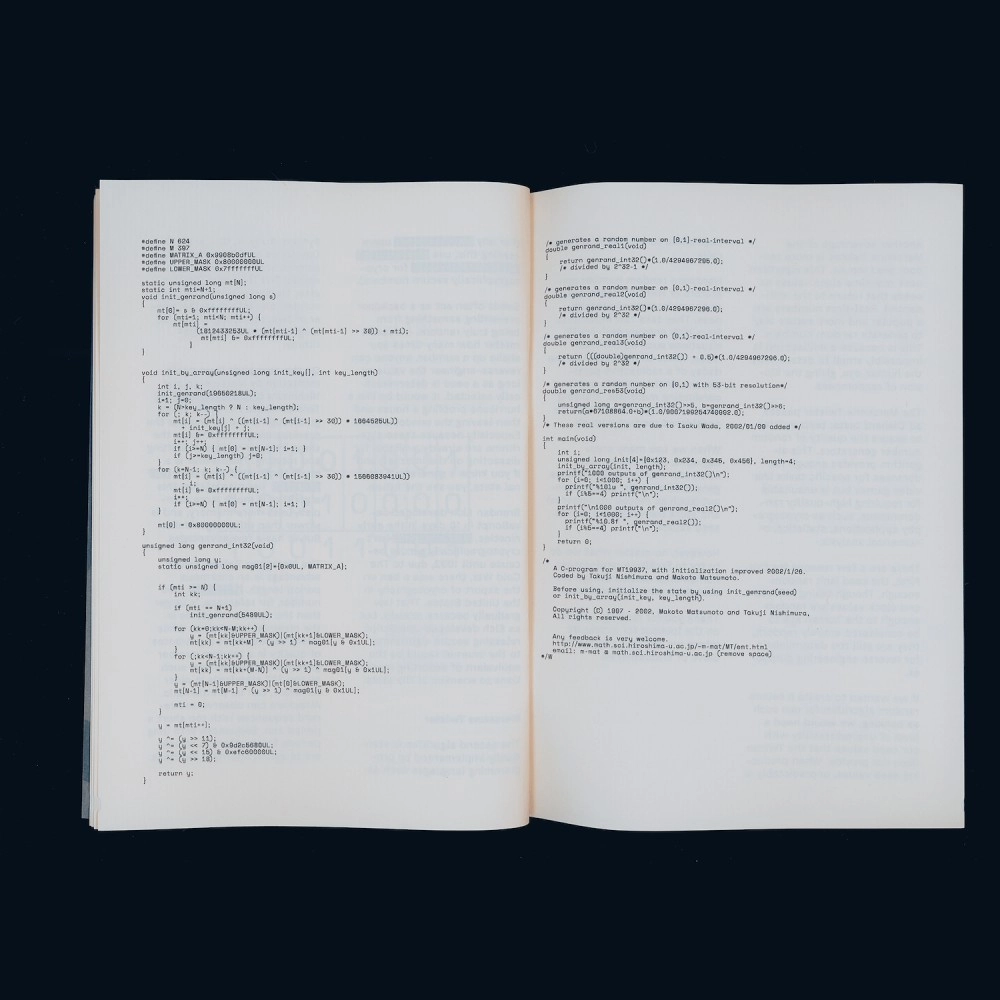 #define N 624
#define M 397
#define MATRIX_A 0x9908b0dfUL
#define UPPER_MASK 0x80000000UL
#define LOWER_MASK 0x7fffffffUL
static unsigned long mt[N];
static int mti=N+1;
void init_genrand(unsigned long s)
{
mt[0]= s & 0xffffffffUL;
for (mti=1; mti<N; mti++) {
mt[mti] =
(1812433253UL * (mt[mti-1] ^ (mt[mti-1] >> 30)) + mti);
mt[mti] &= 0xffffffffUL;
}
}
void init_by_array(unsigned long init_key[], int key_length)
{
int i, j, k;
init_genrand(19650218UL);
i=1; j=0;
k = (N>key_length ? N : key_length);
for (; k; k--) {
mt[i] = (mt[i] ^ ((mt[i-1] ^ (mt[i-1] >> 30)) * 1664525UL))
+ init_key[j] + j;
mt[i] &= 0xffffffffUL;
i++; j++;
if (i>=N) { mt[0] = mt[N-1]; i=1; }
if (j>=key_length) j=0;
}
for (k=N-1; k; k--) {
mt[i] = (mt[i] ^ ((mt[i-1] ^ (mt[i-1] >> 30)) * 1566083941UL))
- i;
mt[i] &= 0xffffffffUL;
i++;
if (i>=N) { mt[0] = mt[N-1]; i=1; }
}
mt[0] = 0x80000000UL;
}
unsigned long genrand_int32(void)
{
unsigned long y;
static unsigned long mag01[2]={0x0UL, MATRIX_A};
if (mti >= N) {
int kk;
if (mti == N+1)
init_genrand(5489UL);
for (kk=0;kk<N-M;kk++) {
y = (mt[kk]&UPPER_MASK)|(mt[kk+1]&LOWER_MASK);
mt[kk] = mt[kk+M] ^ (y >> 1) ^ mag01[y & 0x1UL];
}
for (;kk<N-1;kk++) {
y = (mt[kk]&UPPER_MASK)|(mt[kk+1]&LOWER_MASK);
mt[kk] = mt[kk+(M-N)] ^ (y >> 1) ^ mag01[y & 0x1UL];
}
y = (mt[N-1]&UPPER_MASK)|(mt[0]&LOWER_MASK);
mt[N-1] = mt[M-1] ^ (y >> 1) ^ mag01[y & 0x1UL];
mti = 0;
}
y = mt[mti++];
y ^= (y >> 11);
y ^= (y << 7) & 0x9d2c5680UL;
y ^= (y << 15) & 0xefc60000UL;
y ^= (y >> 18);
return y;
}
/* generates a random number on [0,1]-real-interval */
double genrand_real1(void)
{
return genrand_int32()*(1.0/4294967295.0);
/* divided by 2^32-1 */
}
/* generates a random number on [0,1)-real-interval */
double genrand_real2(void)
{
return genrand_int32()*(1.0/4294967296.0);
/* divided by 2^32 */
}
/* generates a random number on (0,1)-real-interval */
double genrand_real3(void)
{
return (((double)genrand_int32()) + 0.5)*(1.0/4294967296.0);
/* divided by 2^32 */
}
/* generates a random number on [0,1) with 53-bit resolution*/
double genrand_res53(void)
{
unsigned long a=genrand_int32()>>5, b=genrand_int32()>>6;
return(a*67108864.0+b)*(1.0/9007199254740992.0);
}
/* These real versions are due to Isaku Wada, 2002/01/09 added */
int main(void)
{
int i;
unsigned long init[4]={0x123, 0x234, 0x345, 0x456}, length=4;
init_by_array(init, length);
printf("1000 outputs of genrand_int32()\n");
for (i=0; i<1000; i++) {
printf("%10lu ", genrand_int32());
if (i%5==4) printf("\n");
}
printf("\n1000 outputs of genrand_real2()\n");
for (i=0; i<1000; i++) {
printf("%10.8f ", genrand_real2());
if (i%5==4) printf("\n");
}
return 0;
}
/*
A C-program for MT19937, with initialization improved 2002/1/26.
Coded by Takuji Nishimura and Makoto Matsumoto.
Before using, initialize the state by using init_genrand(seed)
or init_by_array(init_key, key_length).
Copyright (C) 1997 - 2002, Makoto Matsumoto and Takuji Nishimura,
All rights reserved.
Any feedback is very welcome.
http://www.math.sci.hiroshima-u.ac.jp/~m-mat/MT/emt.html
email: m-mat @ math.sci.hiroshima-u.ac.jp (remove space)
*/W